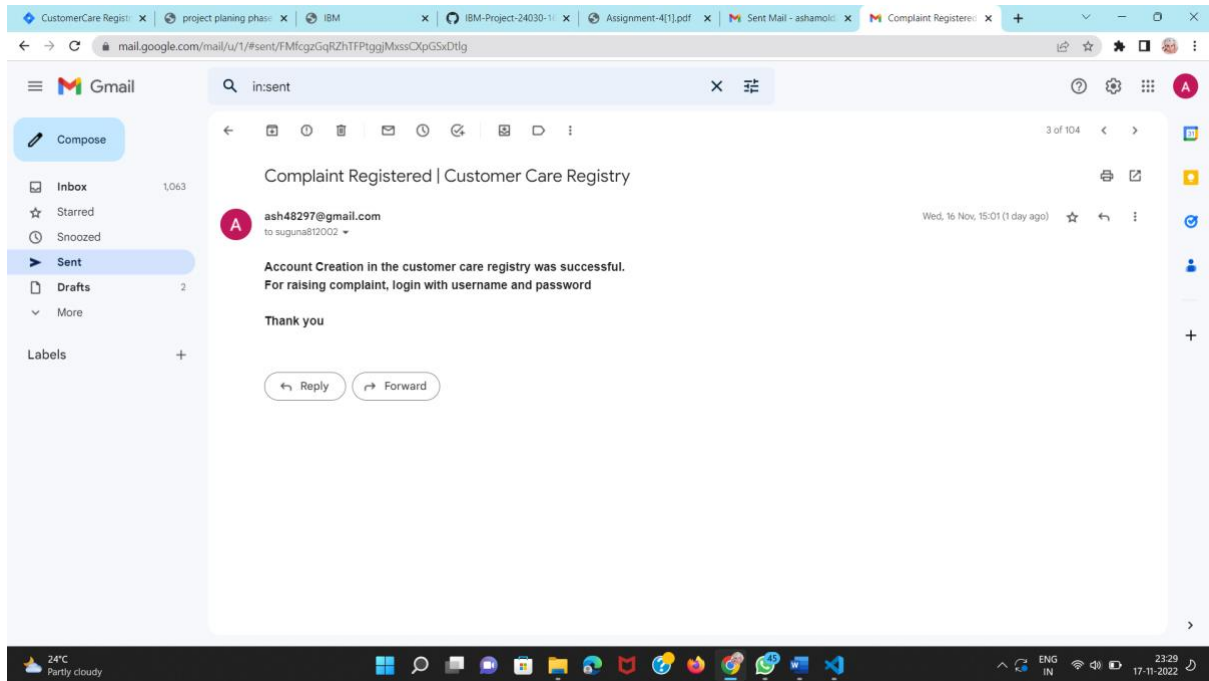 CustomerCare Registr
project planing phase
IBM
IBM-Project-24030-1
Assignment-4[1].pdf
Sent Mail - ashamold
Complaint Registered
mail.google.com/mail/u/1/#sent/FMfcgzGqRZhTFPtggjMxssCXpGSxDtlg
Gmail
in:sent
A
Compose
3 of 104
Inbox 1,063
Starred
Snoozed
Sent
Drafts 2
More
Labels
Complaint Registered | Customer Care Registry
A
ash48297@gmail.com
Wed, 16 Nov, 15:01 (1 day ago)
to suguna812002
Account Creation in the customer care registry was successful.
For raising complaint, login with username and password
Thank you
Reply
Forward
31
24°C
Partly cloudy
45
ENG
IN
23:29
17-11-2022